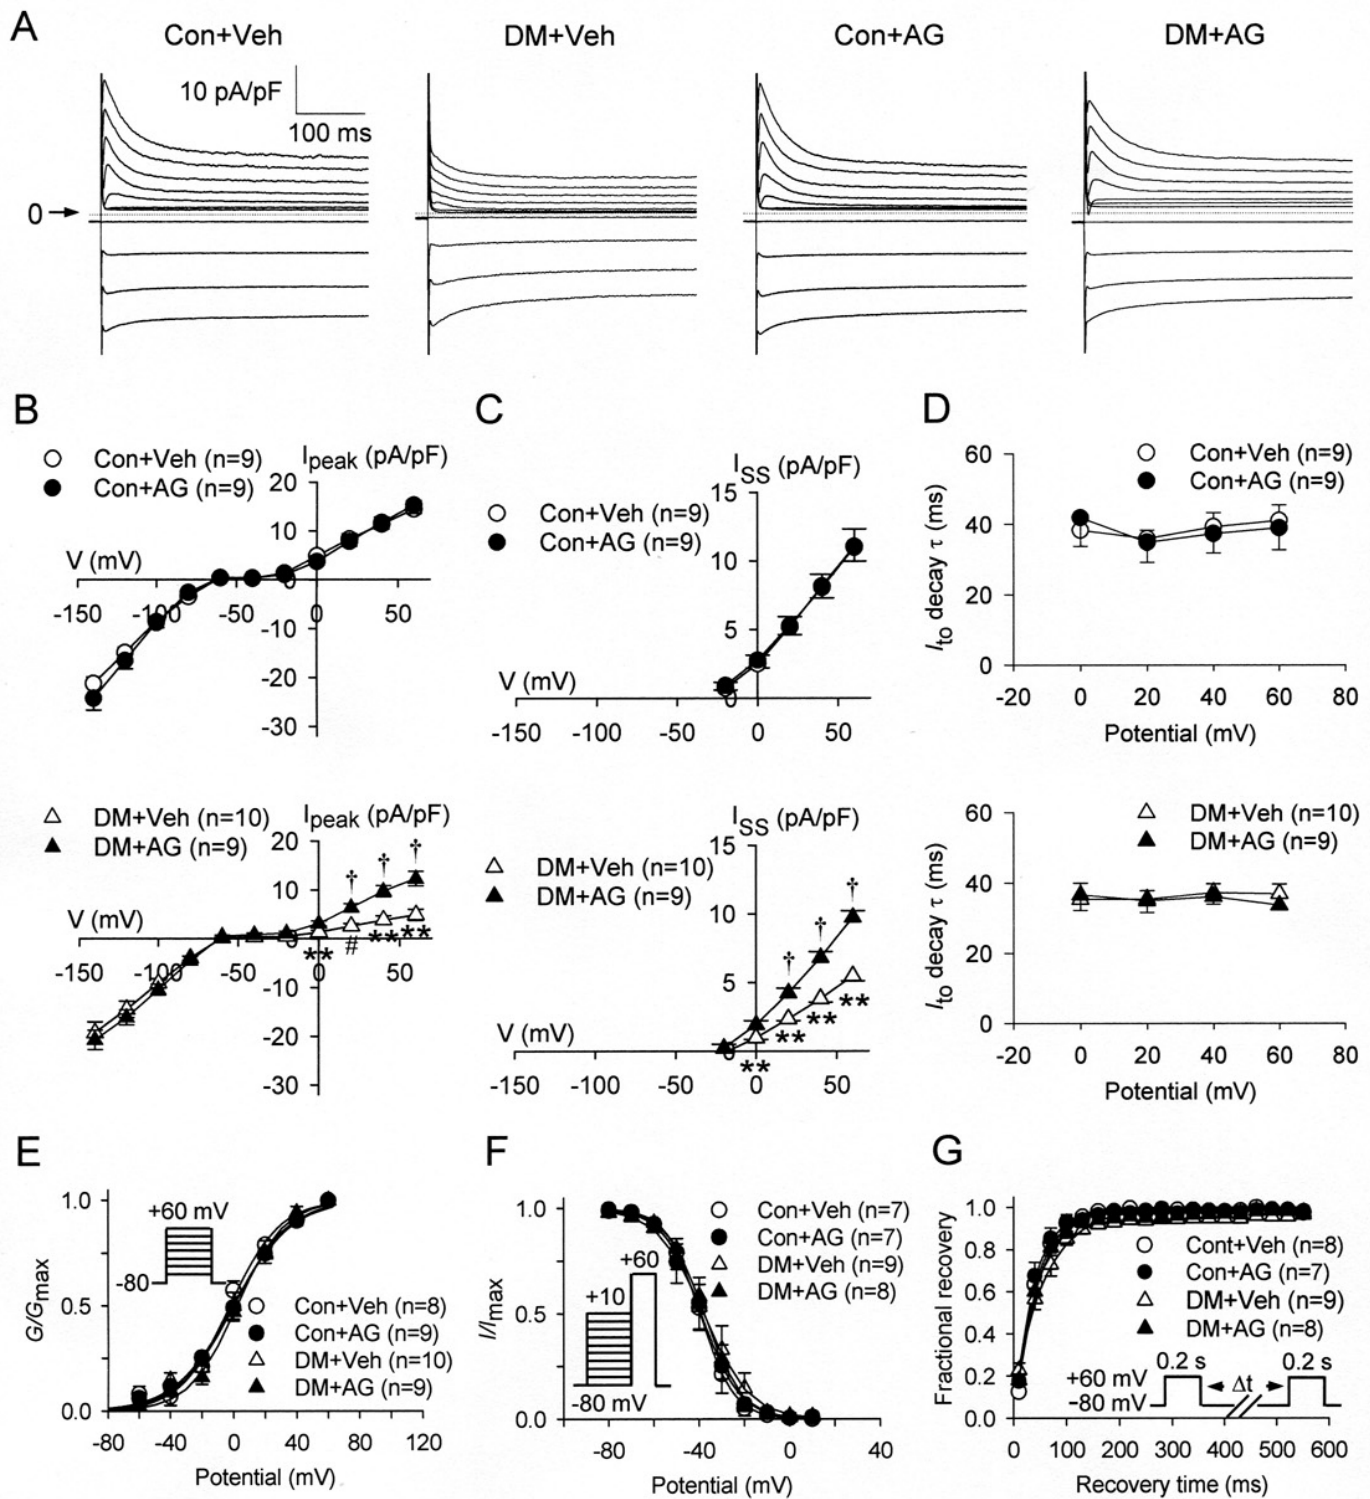 A
Con+Veh
DM+Veh
Con+AG
DM+AG
10 pA/pF
100 ms
0
B
Con+Veh (n=9)
Con+AG (n=9)
Ipeak (pA/pF)
20
10
V (mV)
-150 -100 -50 0 50
0
-10
-20
-30
DM+Veh (n=10)
DM+AG (n=9)
Ipeak (pA/pF)
20
† † †
10
V (mV)
0
** # ** **
-150 -100 -50 0 50
-10
-20
-30
C
ISS (pA/pF)
15
Con+Veh (n=9)
Con+AG (n=9)
10
5
V (mV)
0
-150 -100 -50 0 50
ISS (pA/pF)
15
DM+Veh (n=10)
DM+AG (n=9)
† † †
10
5
** ** ** **
V (mV)
0
-150 -100 -50 0 50
D
Con+Veh (n=9)
Con+AG (n=9)
60
40
20
0
Ito decay τ (ms)
-20 0 20 40 60 80
Potential (mV)
DM+Veh (n=10)
DM+AG (n=9)
60
40
20
0
Ito decay τ (ms)
-20 0 20 40 60 80
Potential (mV)
E
G/Gmax
1.0
0.5
0.0
+60 mV
-80
Con+Veh (n=8)
Con+AG (n=9)
DM+Veh (n=10)
DM+AG (n=9)
-80 -40 0 40 80 120
Potential (mV)
F
I/Imax
1.0
0.5
0.0
Con+Veh (n=7)
Con+AG (n=7)
DM+Veh (n=9)
DM+AG (n=8)
+60
+10
-80 mV
-80 -40 0 40
Potential (mV)
G
Fractional recovery
1.0
0.8
0.6
0.4
0.2
0.0
Cont+Veh (n=8)
Con+AG (n=7)
DM+Veh (n=9)
DM+AG (n=8)
0.2 s 0.2 s
+60 mV
-80 mV
Δt
0 100 200 300 400 500 600
Recovery time (ms)